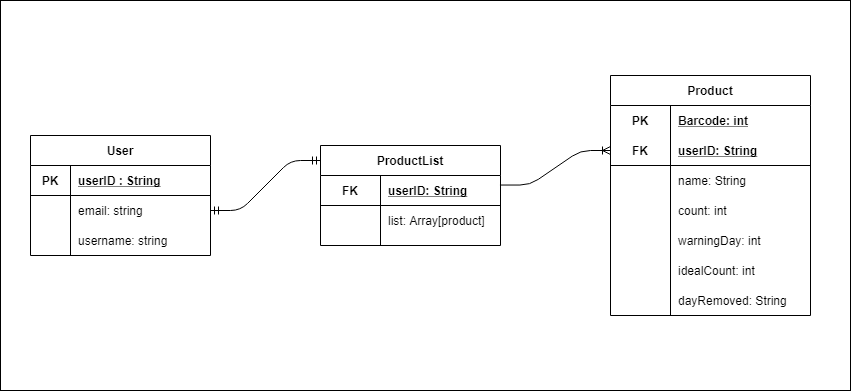 User
PK userID : String
email: string
username: string
ProductList
FK userID: String
list: Array[product]
Product
PK Barcode: int
FK userID: String
name: String
count: int
warningDay: int
idealCount: int
dayRemoved: String